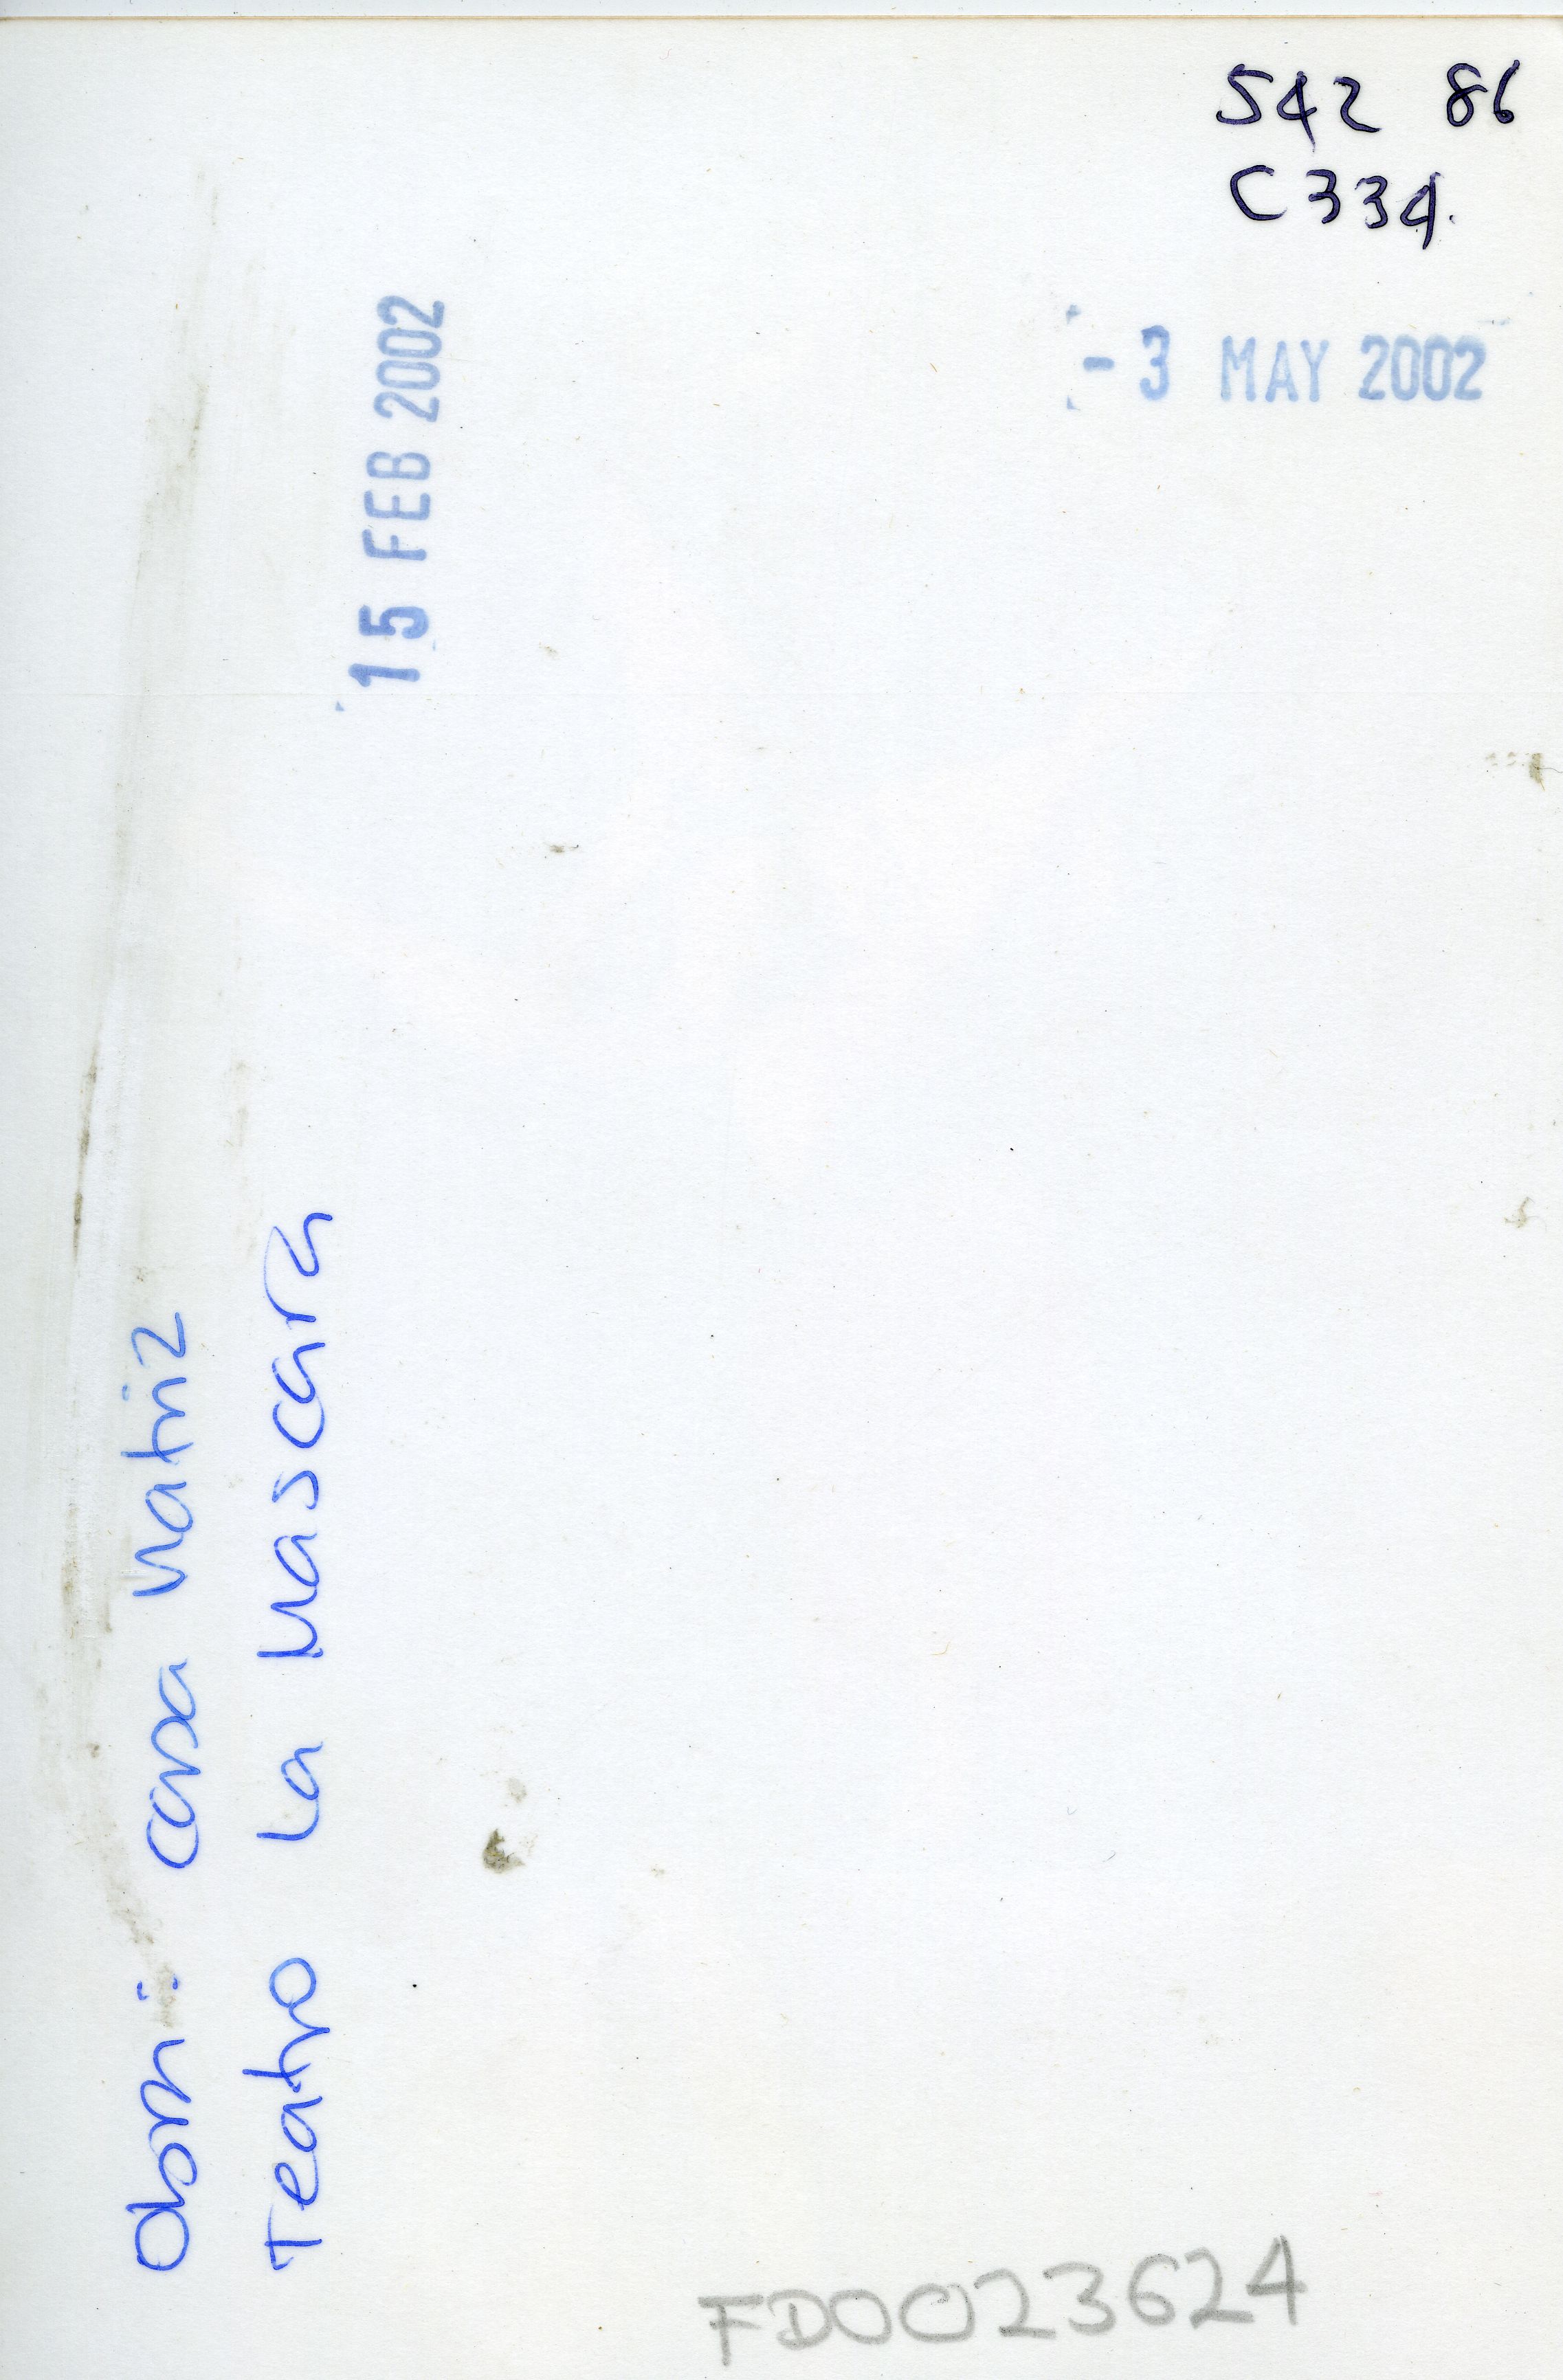 542 86
C334.
- 3 MAY 2002
15 FEB 2002
Obra: casa Matriz
Teatro La Mascara
FD0023624